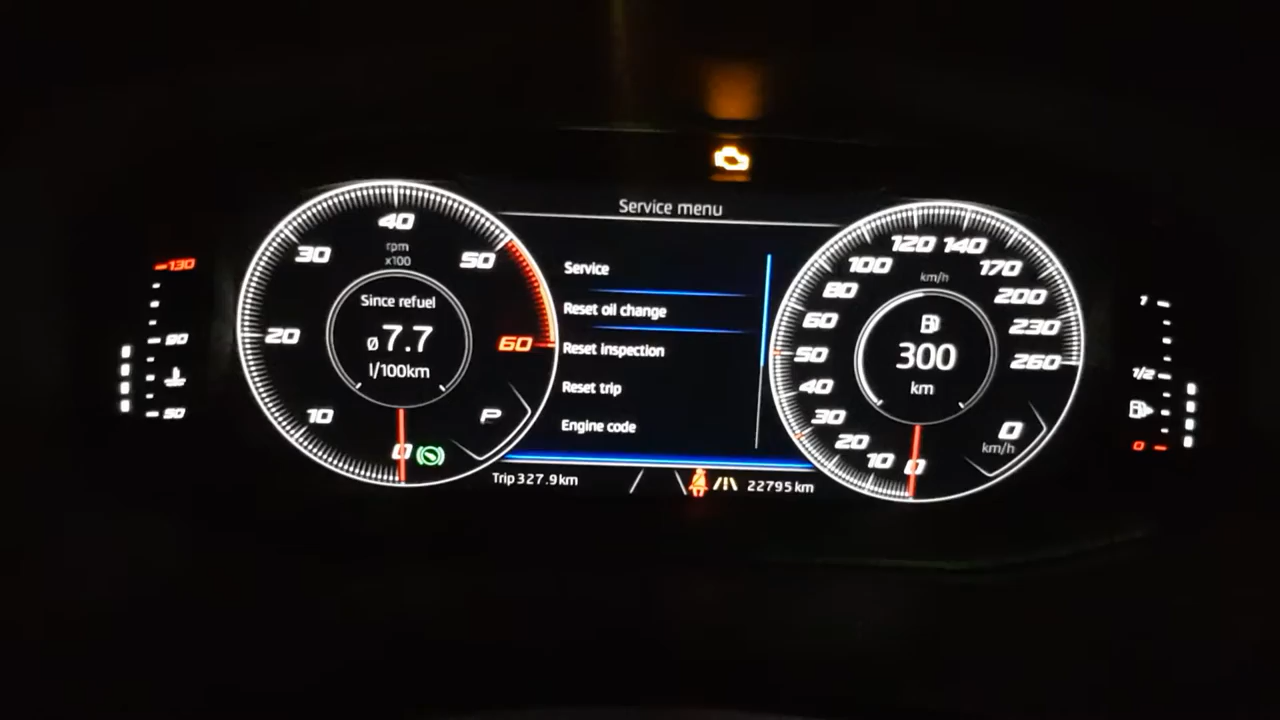 Service menu
40
rpm
x100
30
50
20
60
10
0
Since refuel
ø7.7
l/100km
P
130
90
50
Service
Reset oil change
Reset inspection
Reset trip
Engine code
Trip 327.9 km
22795 km
120 140
100
170
km/h
80
200
60
230
50
260
40
30
20
10
0
300
km
0
km/h
1
1/2
0